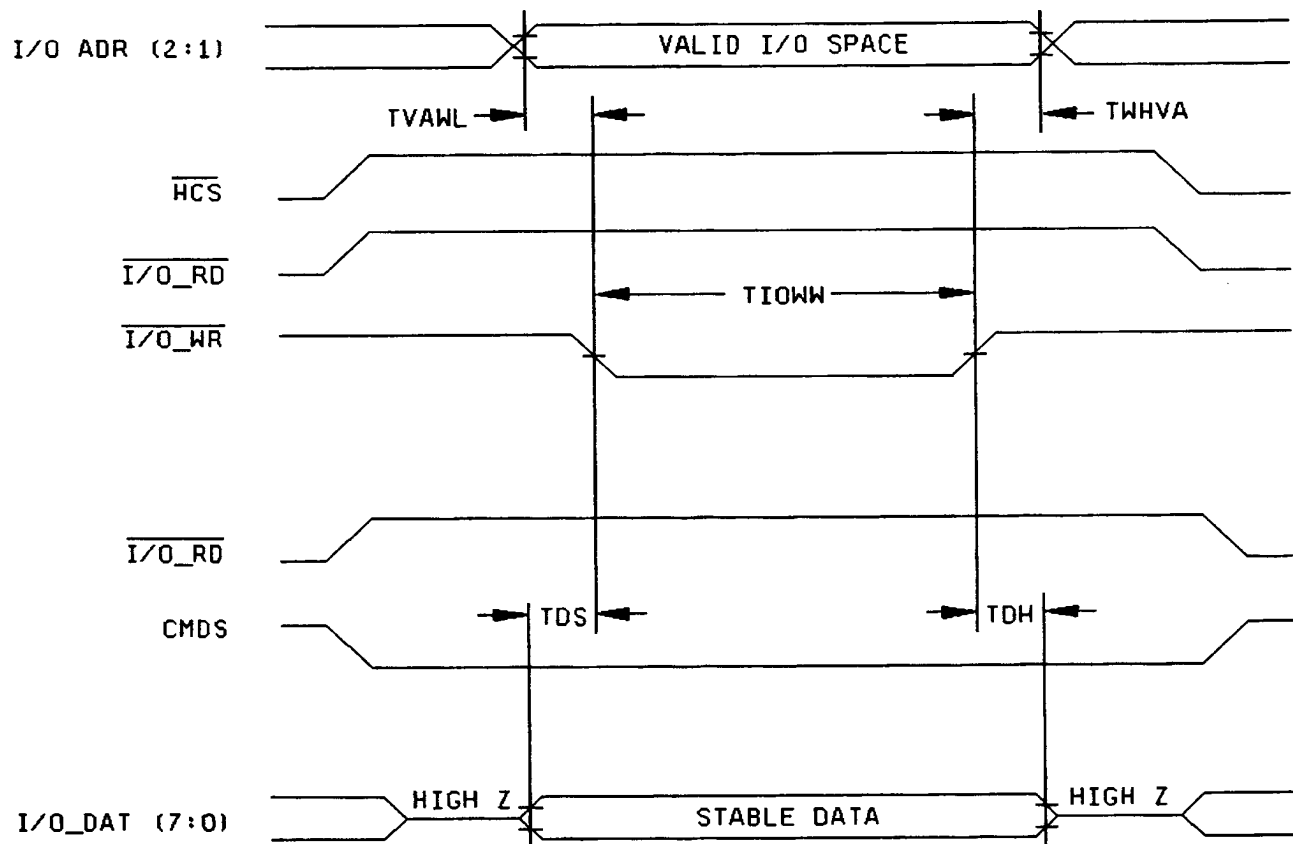 I/O ADR (2:1)
VALID I/O SPACE
TVAWL
TWHVA
HCS
I/O_RD
TIOWW
I/O_WR
I/O_RD
TDS
TDH
CMDS
HIGH Z
HIGH Z
I/O_DAT (7:0)
STABLE DATA